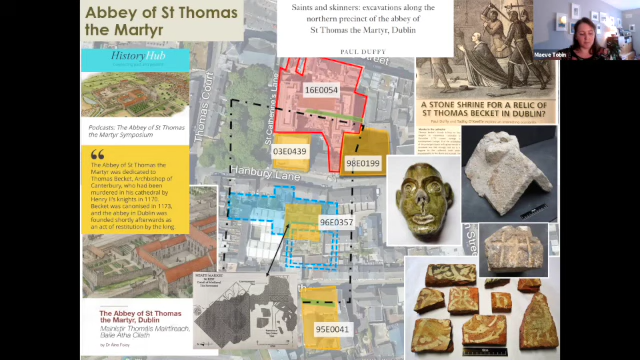 Abbey of St Thomas
the Martyr
HistoryHub
Podcasts: The Abbey of St Thomas
the Martyr Symposium
The Abbey of St Thomas the
Martyr was dedicated to
Thomas Becket, Archbishop of
Canterbury, who had been
murdered in his cathedral by
Henry II's knights in 1170.
Becket was canonised in 1173,
and the abbey in Dublin was
founded shortly afterwards as
an act of restitution by the
king.
The Abbey of St Thomas
the Martyr, Dublin
Saints and skinners: excavations along the
northern precinct of the abbey of
St Thomas the Martyr, Dublin
PAUL DUFFY
Thomas Court
St Catherine's Lane
16E0054
03E0439
98E0199
Hanbury Lane
96E0357
95E0041
A STONE SHRINE FOR A RELIC OF
ST THOMAS BECKET IN DUBLIN?
Maeve Tobin